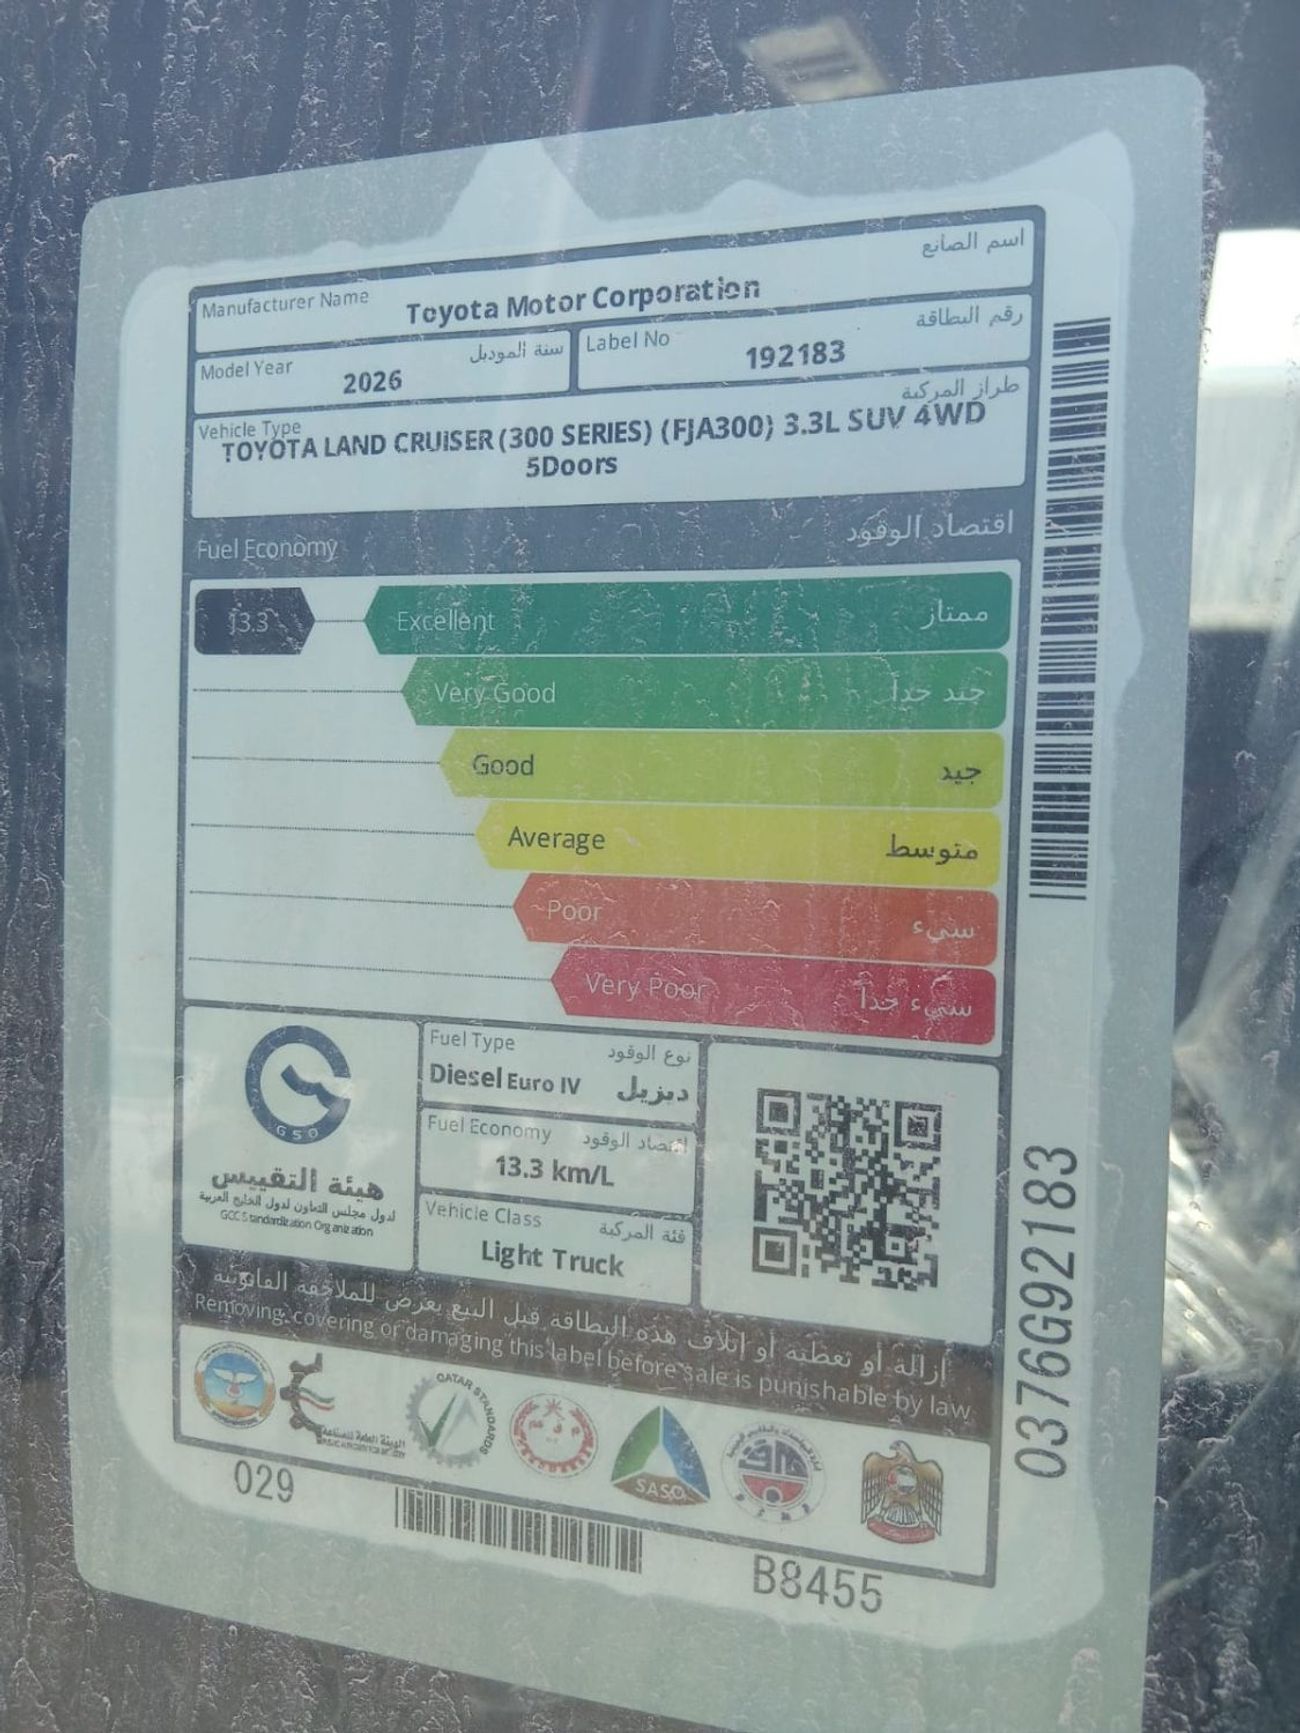 Manufacturer Name
اسم الصانع
Toyota Motor Corporation
Model Year
سنة الموديل
2026
Label No
رقم البطاقة
192183
Vehicle Type
طراز المركبة
TOYOTA LAND CRUISER (300 SERIES) (FJA300) 3.3L SUV 4WD
5Doors
Fuel Economy
اقتصاد الوقود
13.3
Excellent
ممتاز
Very Good
جيد جداً
Good
جيد
Average
متوسط
Poor
سيء
Very Poor
سيء جداً
GSO
هيئة التقييس
لدول مجلس التعاون لدول الخليج العربية
GCC Standardization Organization
Fuel Type
نوع الوقود
Diesel Euro IV
ديزيل
Fuel Economy
اقتصاد الوقود
13.3 km/L
Vehicle Class
فئة المركبة
Light Truck
إزالة أو تغطية أو إتلاف هذه البطاقة قبل البيع يعرض للملاحقة القانونية
Removing, covering or damaging this label before sale is punishable by law
QATAR STANDARDS
SASO
029
B8455
0376G92183